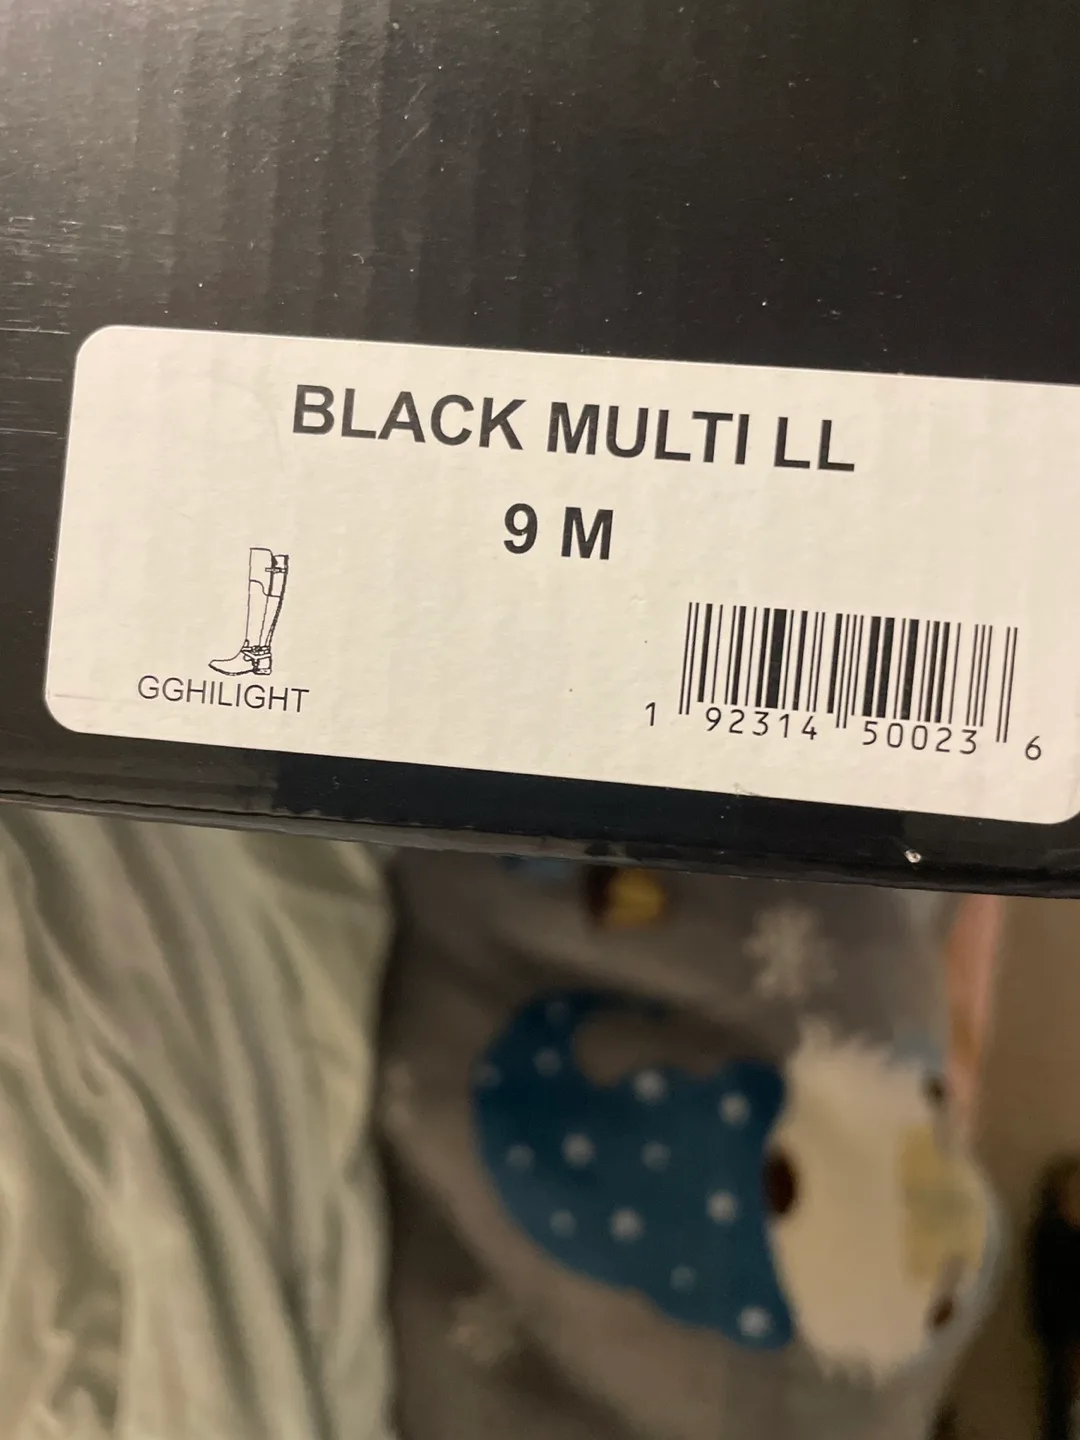 BLACK MULTI LL
9 M
GGHILIGHT
1 92314 50023 6